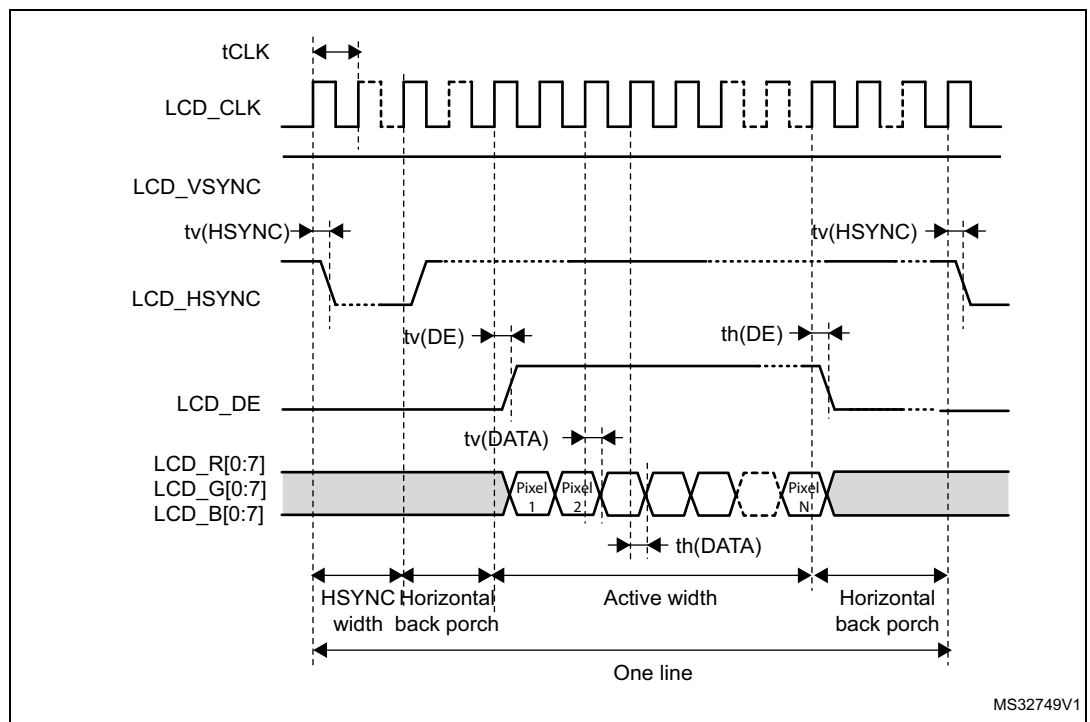 tCLK
LCD_CLK
LCD_VSYNC
tv(HSYNC)
tv(HSYNC)
LCD_HSYNC
tv(DE)
th(DE)
LCD_DE
tv(DATA)
LCD_R[0:7]
LCD_G[0:7]
LCD_B[0:7]
Pixel 1
Pixel 2
Pixel N
th(DATA)
HSYNC width
Horizontal back porch
Active width
Horizontal back porch
One line
MS32749V1